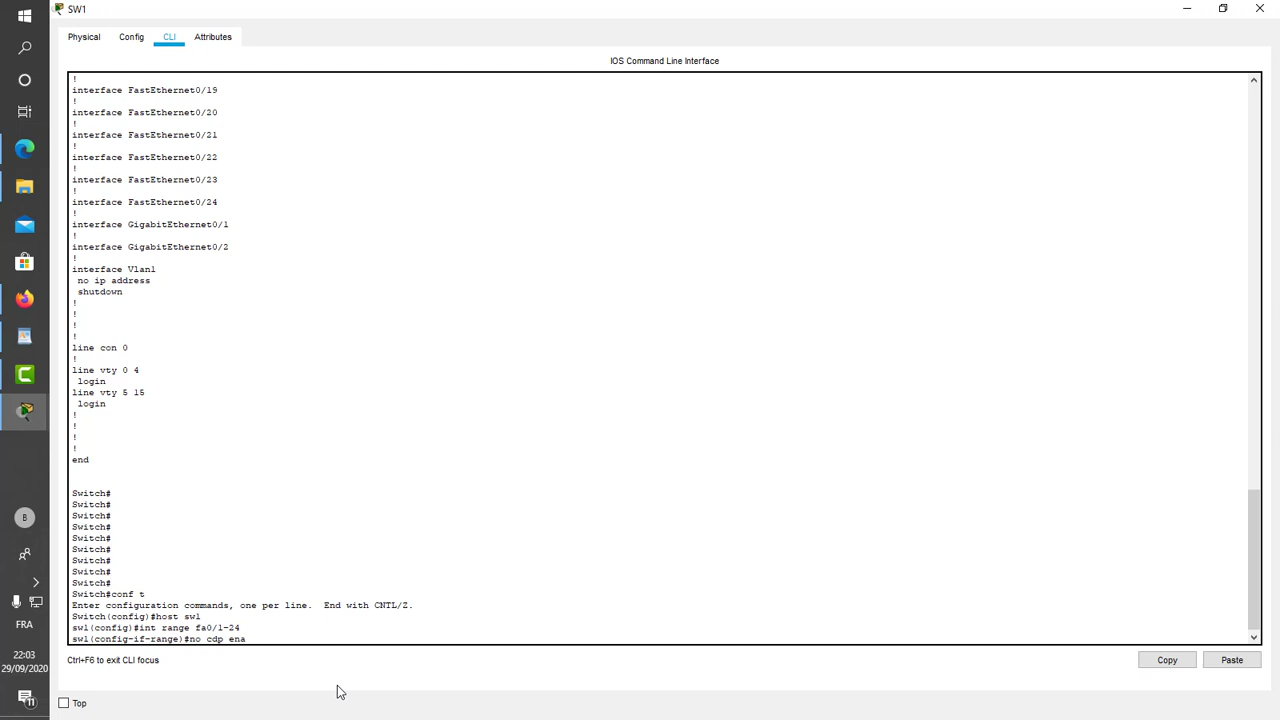 SW1
Physical
Config
CLI
Attributes
IOS Command Line Interface
!
interface FastEthernet0/19
!
interface FastEthernet0/20
!
interface FastEthernet0/21
!
interface FastEthernet0/22
!
interface FastEthernet0/23
!
interface FastEthernet0/24
!
interface GigabitEthernet0/1
!
interface GigabitEthernet0/2
!
interface Vlan1
no ip address
shutdown
!
!
!
!
line con 0
!
line vty 0 4
login
line vty 5 15
login
!
!
!
!
end
Switch#
Switch#
Switch#
Switch#
Switch#
Switch#
Switch#
Switch#
Switch#
Switch#conf t
Enter configuration commands, one per line.  End with CNTL/Z.
Switch(config)#host sw1
sw1(config)#int range fa0/1-24
sw1(config-if-range)#no cdp ena
Ctrl+F6 to exit CLI focus
Copy
Paste
Top
B
FRA
22:03
29/09/2020
11